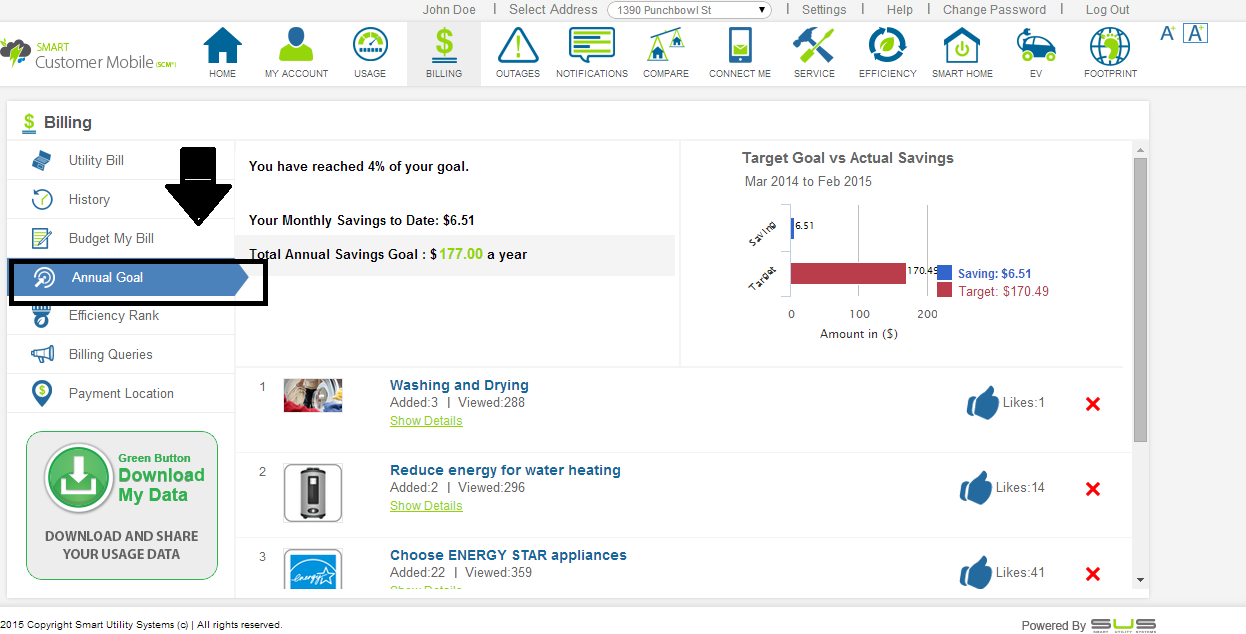 John Doe | Select Address 1390 Punchbowl St | Settings | Help | Change Password | Log Out
SMART
Customer Mobile (SCM®)
HOME
MY ACCOUNT
USAGE
$
BILLING
OUTAGES
NOTIFICATIONS
COMPARE
CONNECT ME
SERVICE
EFFICIENCY
SMART HOME
EV
FOOTPRINT
A+ A+
$ Billing
Utility Bill
History
Budget My Bill
Annual Goal
Efficiency Rank
Billing Queries
$ Payment Location
Green Button
Download
My Data
DOWNLOAD AND SHARE
YOUR USAGE DATA
You have reached 4% of your goal.
Your Monthly Savings to Date: $6.51
Total Annual Savings Goal : $ 177.00 a year
Target Goal vs Actual Savings
Mar 2014 to Feb 2015
Saving
6.51
Target
170.49
Saving: $6.51
Target: $170.49
0 100 200
Amount in ($)
1
Washing and Drying
Added:3 | Viewed:288
Show Details
Likes:1
2
Reduce energy for water heating
Added:2 | Viewed:296
Show Details
Likes:14
3
energy
Choose ENERGY STAR appliances
Added:22 | Viewed:359
Show Details
Likes:41
2015 Copyright Smart Utility Systems (c) | All rights reserved.
Powered By SUS
SMART UTILITY SYSTEMS